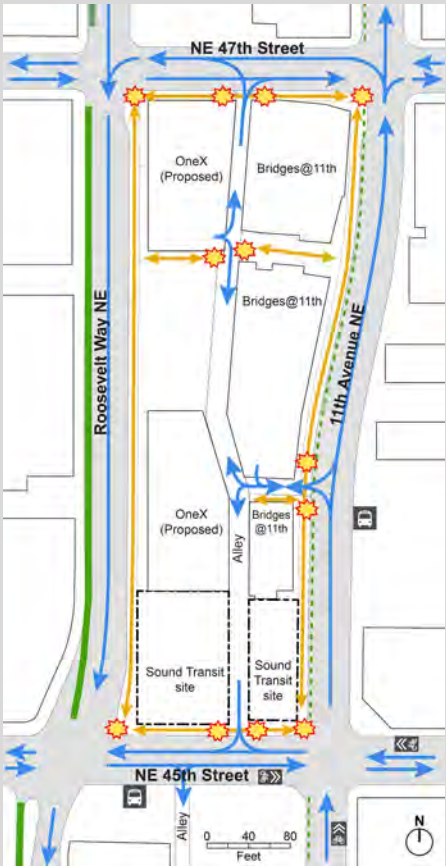 NE 47th Street
OneX
(Proposed)
Bridges@11th
Bridges@11th
Roosevelt Way NE
11th Avenue NE
OneX
(Proposed)
Bridges
@11th
Alley
Sound Transit
site
Sound
Transit
site
NE 45th Street
Alley
0 40 80
Feet
N